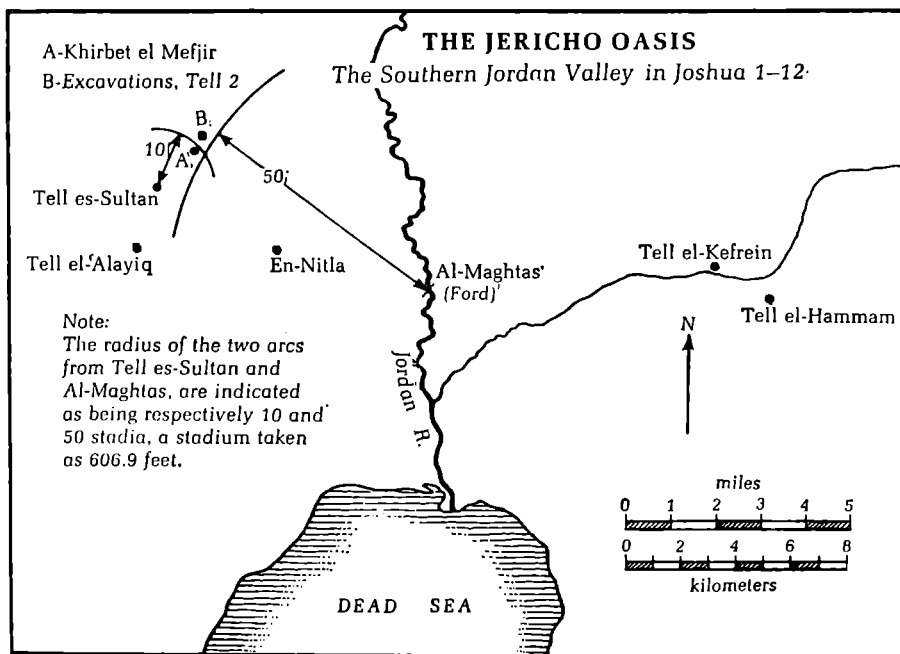 THE JERICHO OASIS
The Southern Jordan Valley in Joshua 1–12
A-Khirbet el Mefjir
B-Excavations, Tell 2
B
A
10
50
Tell es-Sultan
Tell el-ʿAlayiq
En-Nitla
Al-Maghtas
(Ford)
Tell el-Kefrein
Tell el-Hammam
N
Jordan R.
Note:
The radius of the two arcs
from Tell es-Sultan and
Al-Maghtas, are indicated
as being respectively 10 and
50 stadia, a stadium taken
as 606.9 feet.
miles
0 1 2 3 4 5
0 2 4 6 8
kilometers
DEAD SEA